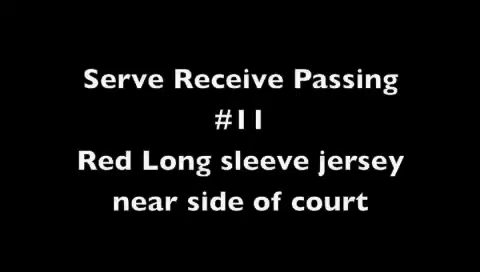 Serve Receive Passing
#11
Red Long sleeve jersey
near side of court